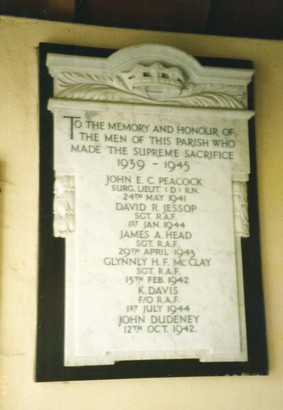 TO THE MEMORY AND HONOUR OF
THE MEN OF THIS PARISH WHO
MADE THE SUPREME SACRIFICE
1939 - 1945
JOHN E. C. PEACOCK
SURG. LIEUT. (D) R.N.
24TH MAY 1941
DAVID R. JESSOP
SGT. R.A.F.
1ST JAN. 1944
JAMES A. HEAD
SGT. R.A.F.
29TH APRIL 1943
GLYNNLY H. F. McCLAY
SGT. R.A.F.
15TH FEB. 1942
K. DAVIS
F/O R.A.F.
1ST JULY 1944
JOHN DUDENEY
12TH OCT. 1942.